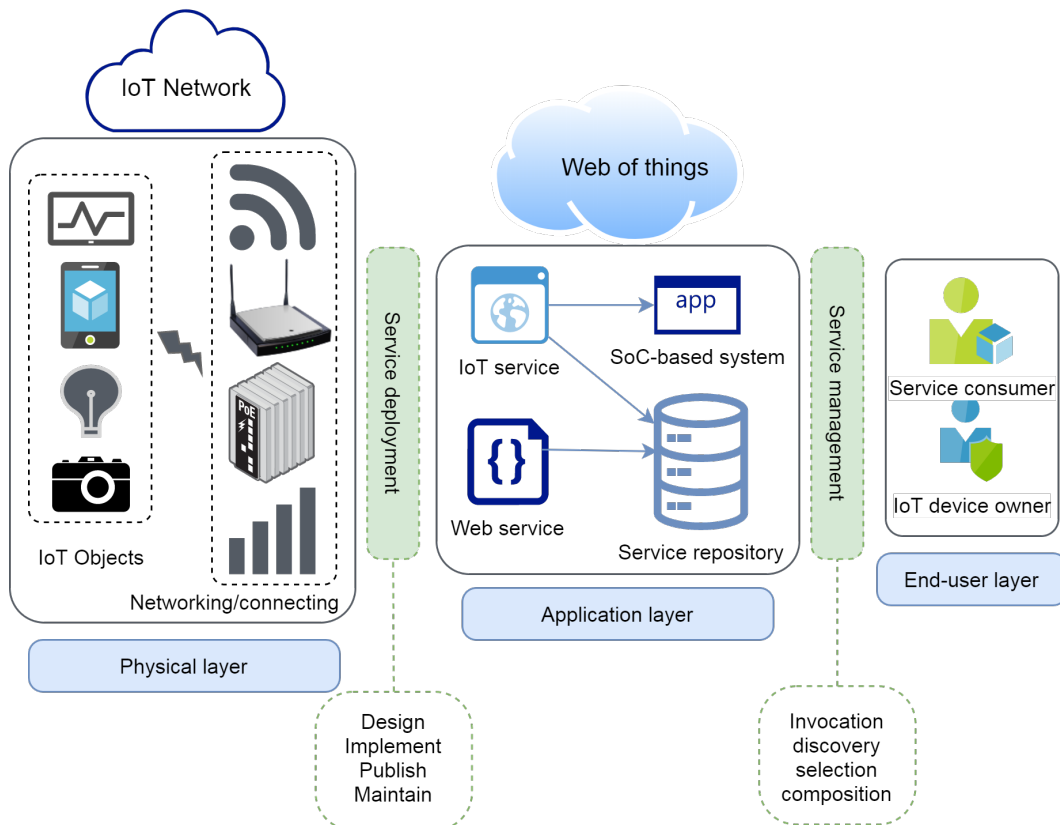 IoT Network
Web of things
IoT Objects
PoE
Networking/connecting
Physical layer
Service deployment
Design
Implement
Publish
Maintain
IoT service
app
SoC-based system
{}
Web service
Service repository
Application layer
Service management
Invocation
discovery
selection
composition
Service consumer
IoT device owner
End-user layer